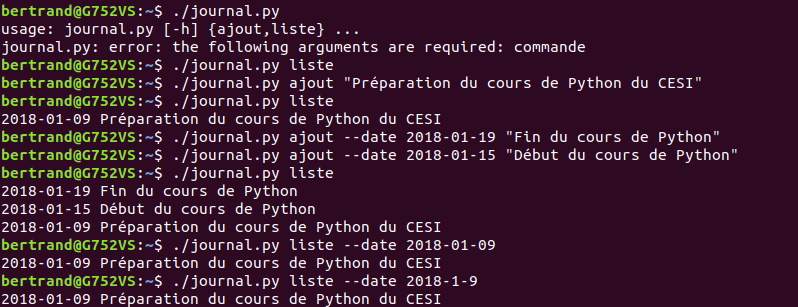 bertrand@G752VS:~$ ./journal.py
usage: journal.py [-h] {ajout,liste} ...
journal.py: error: the following arguments are required: commande
bertrand@G752VS:~$ ./journal.py liste
bertrand@G752VS:~$ ./journal.py ajout "Préparation du cours de Python du CESI"
bertrand@G752VS:~$ ./journal.py liste
2018-01-09 Préparation du cours de Python du CESI
bertrand@G752VS:~$ ./journal.py ajout --date 2018-01-19 "Fin du cours de Python"
bertrand@G752VS:~$ ./journal.py ajout --date 2018-01-15 "Début du cours de Python"
bertrand@G752VS:~$ ./journal.py liste
2018-01-19 Fin du cours de Python
2018-01-15 Début du cours de Python
2018-01-09 Préparation du cours de Python du CESI
bertrand@G752VS:~$ ./journal.py liste --date 2018-01-09
2018-01-09 Préparation du cours de Python du CESI
bertrand@G752VS:~$ ./journal.py liste --date 2018-1-9
2018-01-09 Préparation du cours de Python du CESI